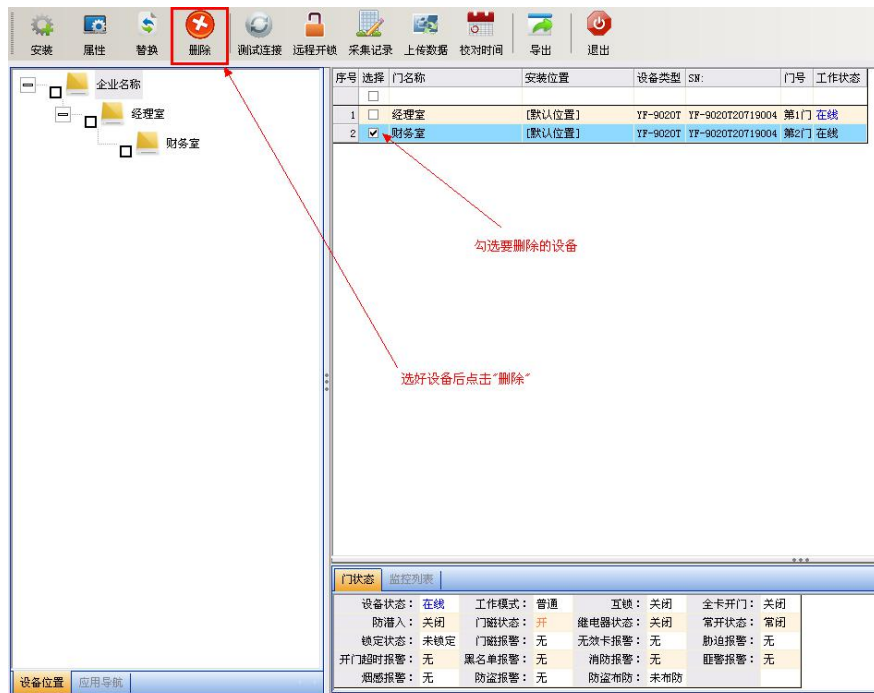 安装 属性 替换 删除 测试连接 远程开锁 采集记录 上传数据 校对时间 导出 退出
企业名称
经理室
财务室
序号 选择 门名称 安装位置 设备类型 SN: 门号 工作状态
1 经理室 [默认位置] YF-9020T YF-9020T20719004 第1门 在线
2 财务室 [默认位置] YF-9020T YF-9020T20719004 第2门 在线
勾选要删除的设备
选好设备后点击"删除"
门状态 监控列表
设备状态： 在线 工作模式： 普通 互锁： 关闭 全卡开门： 关闭
防潜入： 关闭 门磁状态： 开 继电器状态： 关闭 常开状态： 常闭
锁定状态： 未锁定 门磁报警： 无 无效卡报警： 无 胁迫报警： 无
开门超时报警： 无 黑名单报警： 无 消防报警： 无 匪警报警： 无
烟感报警： 无 防盗报警： 无 防盗布防： 未布防
设备位置 应用导航